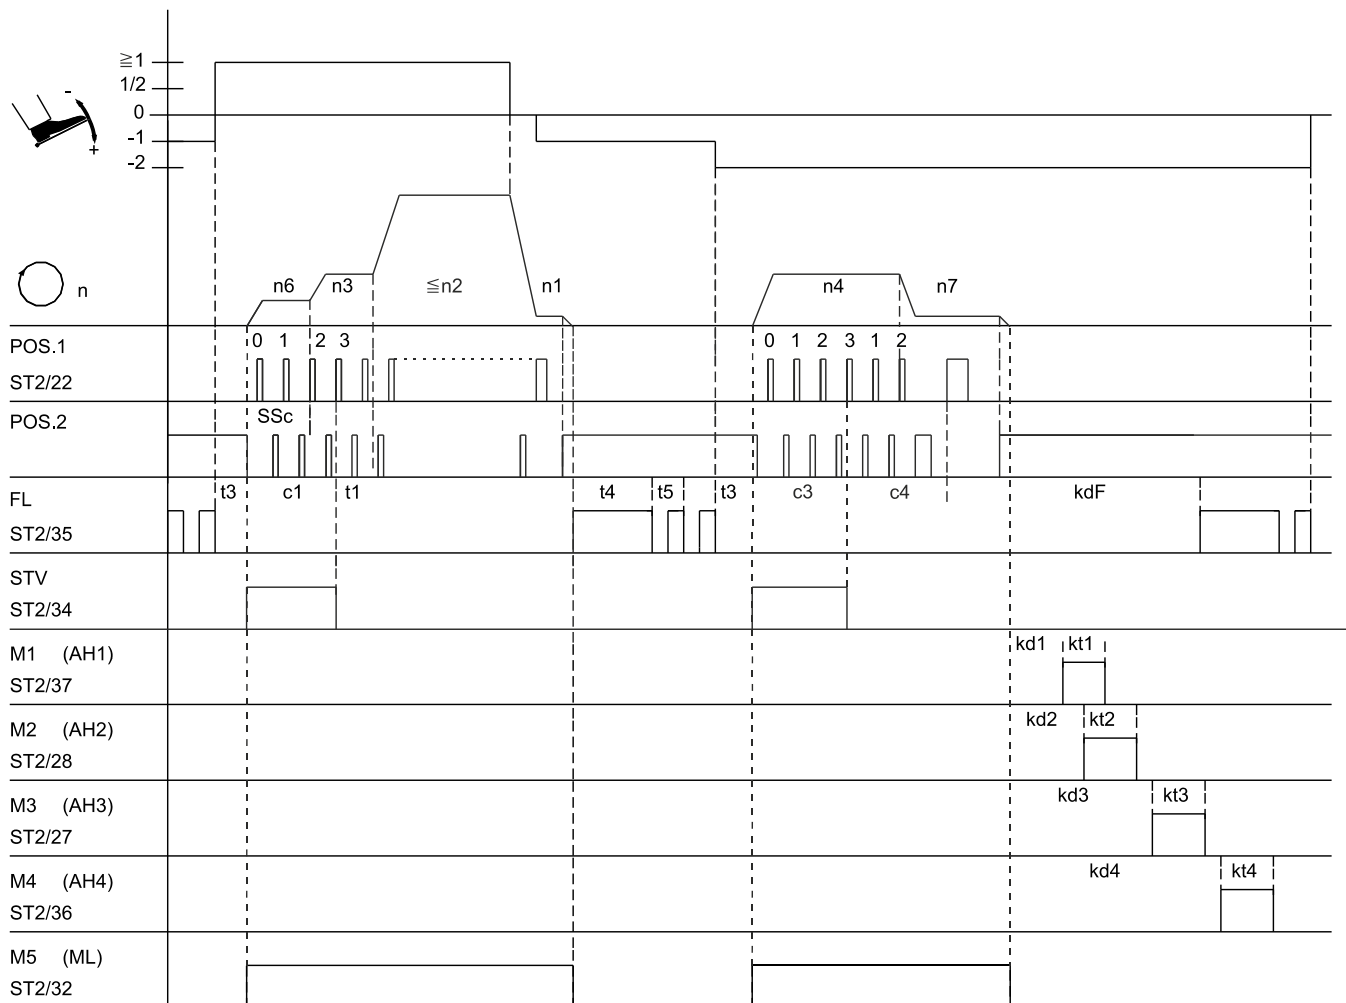 ≧1
1/2
0
-1
-2
-
+
n
n6 n3 ≦n2 n1 n4 n7
POS.1
0 1 2 3 0 1 2 3 1 2
ST2/22
POS.2
SSc
FL
t3 c1 t1 t4 t5 t3 c3 c4 kdF
ST2/35
STV
ST2/34
M1 (AH1)
kd1 kt1
ST2/37
M2 (AH2)
kd2 kt2
ST2/28
M3 (AH3)
kd3 kt3
ST2/27
M4 (AH4)
kd4 kt4
ST2/36
M5 (ML)
ST2/32